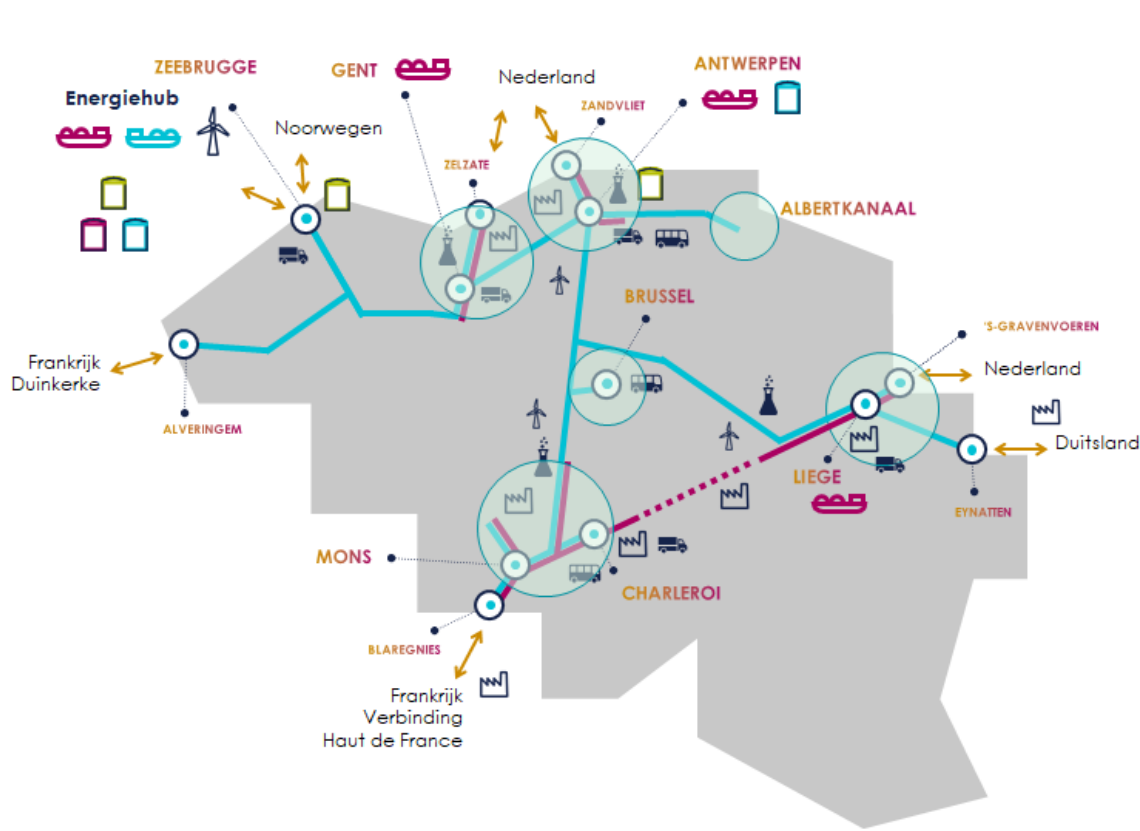 ZEEBRUGGE
GENT
Nederland
ANTWERPEN
Energiehub
Noorwegen
ZANDVLIET
ZELZATE
ALBERTKANAAL
BRUSSEL
'S-GRAVENVOEREN
Frankrijk
Duinkerke
Nederland
ALVERINGEM
Duitsland
LIEGE
EYNATTEN
MONS
CHARLEROI
BLAREGNIES
Frankrijk
Verbinding
Haut de France